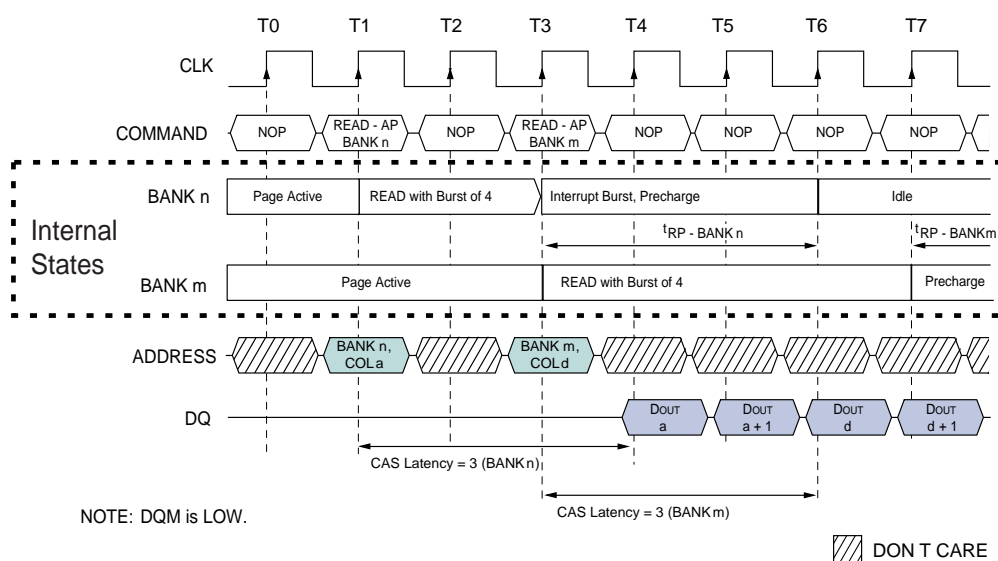 T0 T1 T2 T3 T4 T5 T6 T7
CLK
COMMAND NOP READ - AP NOP READ - AP NOP NOP NOP NOP
BANK n BANK m
BANK n Page Active READ with Burst of 4 Interrupt Burst, Precharge Idle
Internal
States
tRP - BANK n tRP - BANK m
BANK m Page Active READ with Burst of 4 Precharge
ADDRESS BANK n, BANK m,
COL a COL d
DQ DOUT DOUT DOUT DOUT
a a + 1 d d + 1
CAS Latency = 3 (BANK n)
CAS Latency = 3 (BANK m)
NOTE: DQM is LOW.
DON T CARE